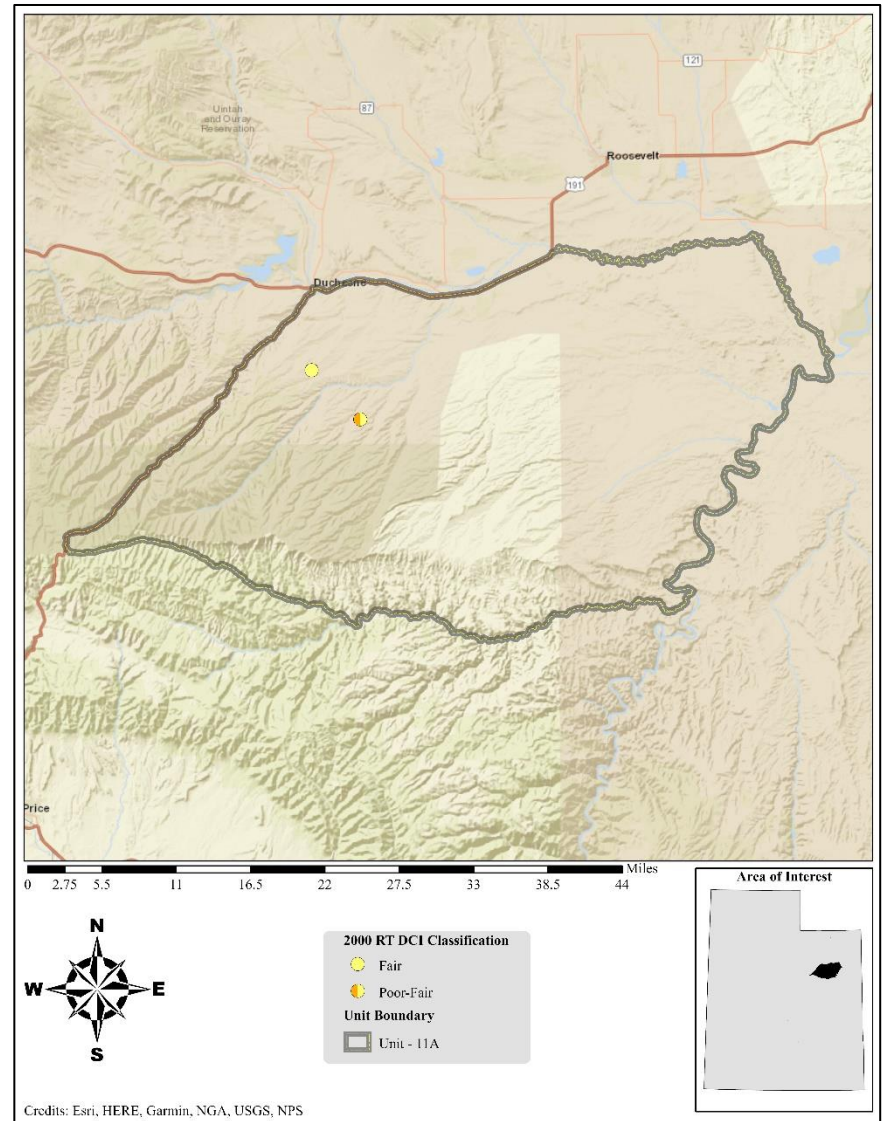 121
Uintah
and Ouray
Reservation
87
Roosevelt
191
Duchesne
Price
Miles
0 2.75 5.5 11 16.5 22 27.5 33 38.5 44
Area of Interest
N
W E
S
2000 RT DCI Classification
Fair
Poor-Fair
Unit Boundary
Unit - 11A
Credits: Esri, HERE, Garmin, NGA, USGS, NPS